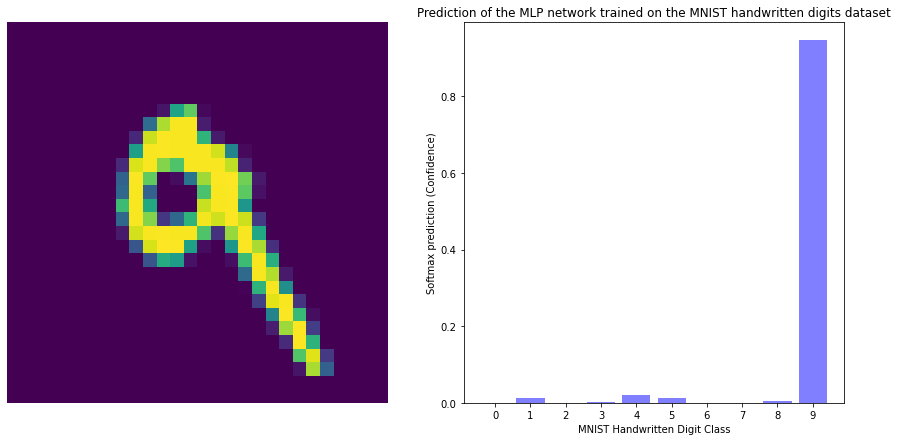 Prediction of the MLP network trained on the MNIST handwritten digits dataset
9
Softmax prediction (Confidence)
0.8
0.6
0.4
0.2
0.0
0 1 2 3 4 5 6 7 8 9
MNIST Handwritten Digit Class